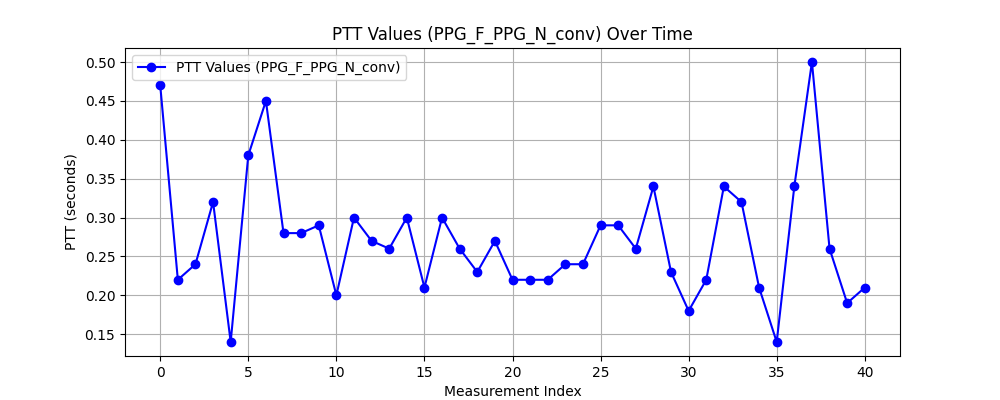 PTT Values (PPG_F_PPG_N_conv) Over Time
PTT Values (PPG_F_PPG_N_conv)
PTT (seconds)
0.50
0.45
0.40
0.35
0.30
0.25
0.20
0.15
0 5 10 15 20 25 30 35 40
Measurement Index